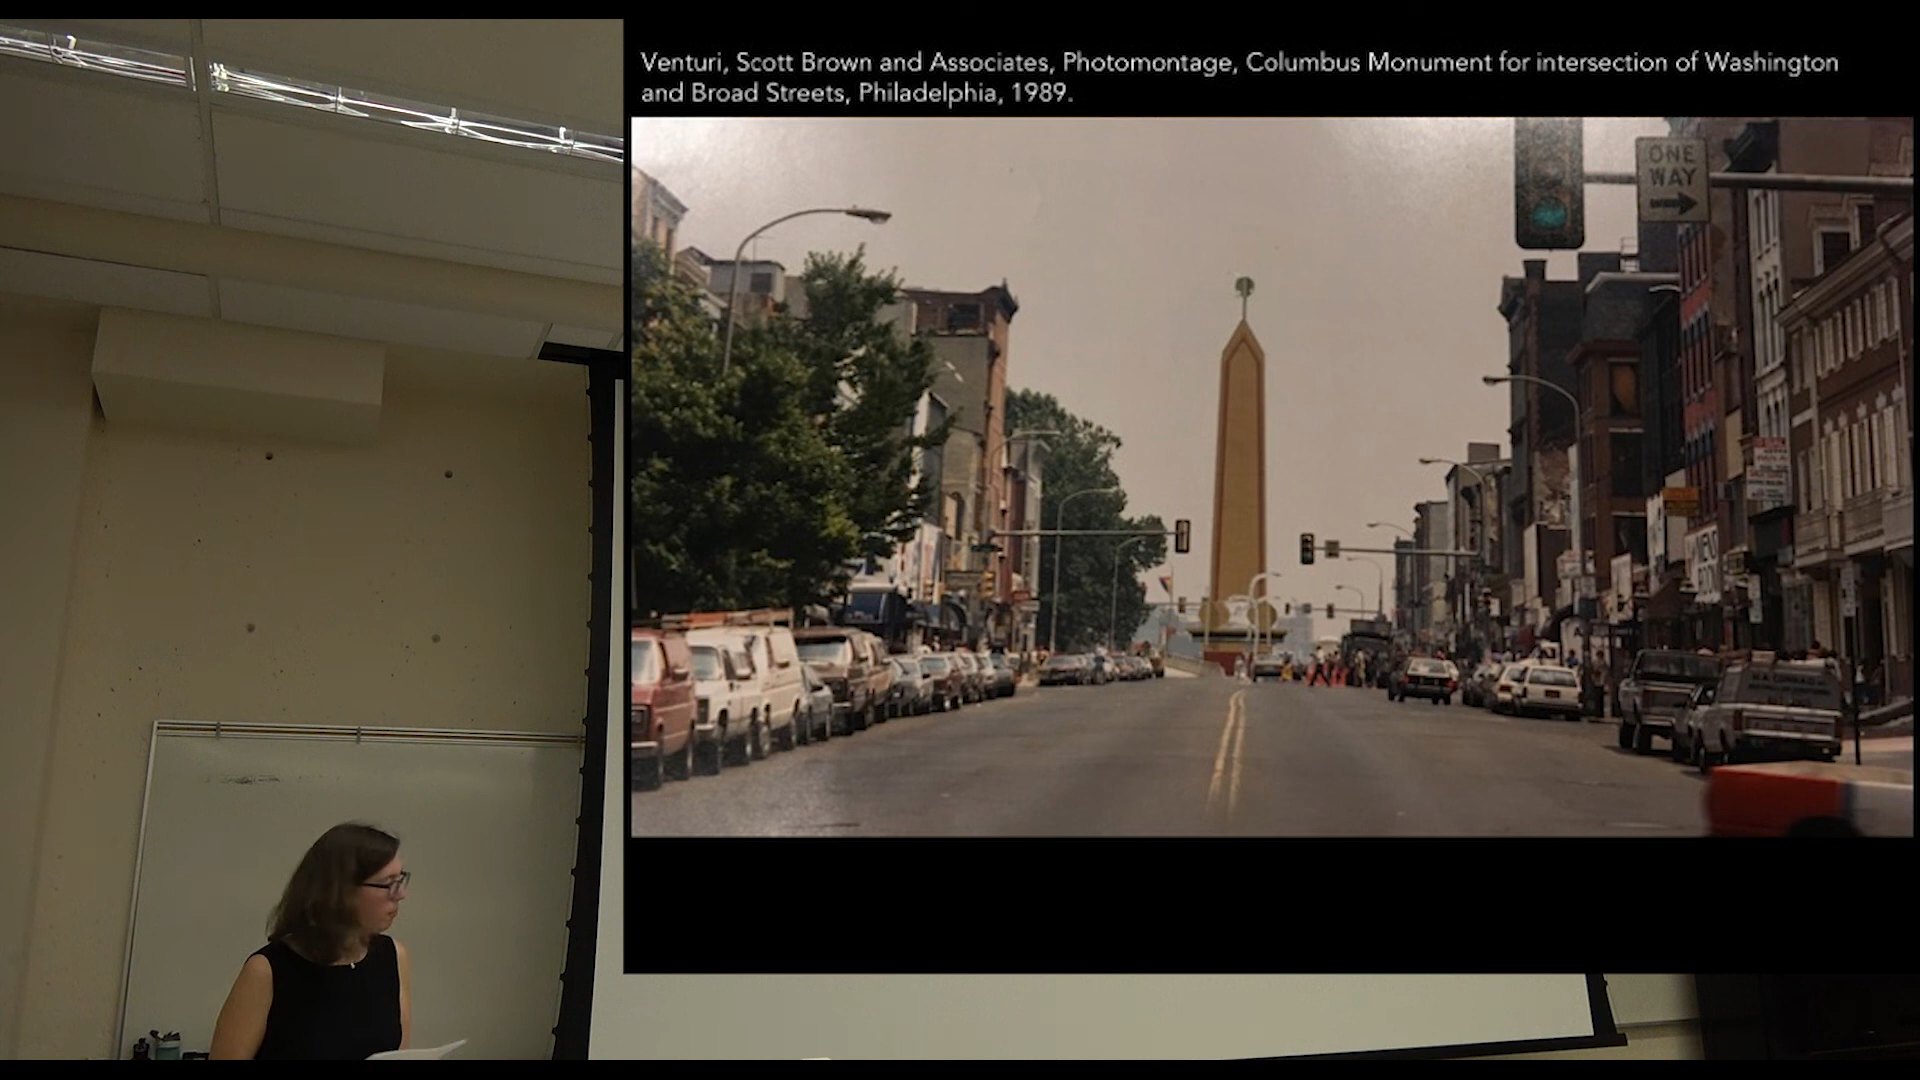 Venturi, Scott Brown and Associates, Photomontage, Columbus Monument for intersection of Washington
and Broad Streets, Philadelphia, 1989.
ONE
WAY